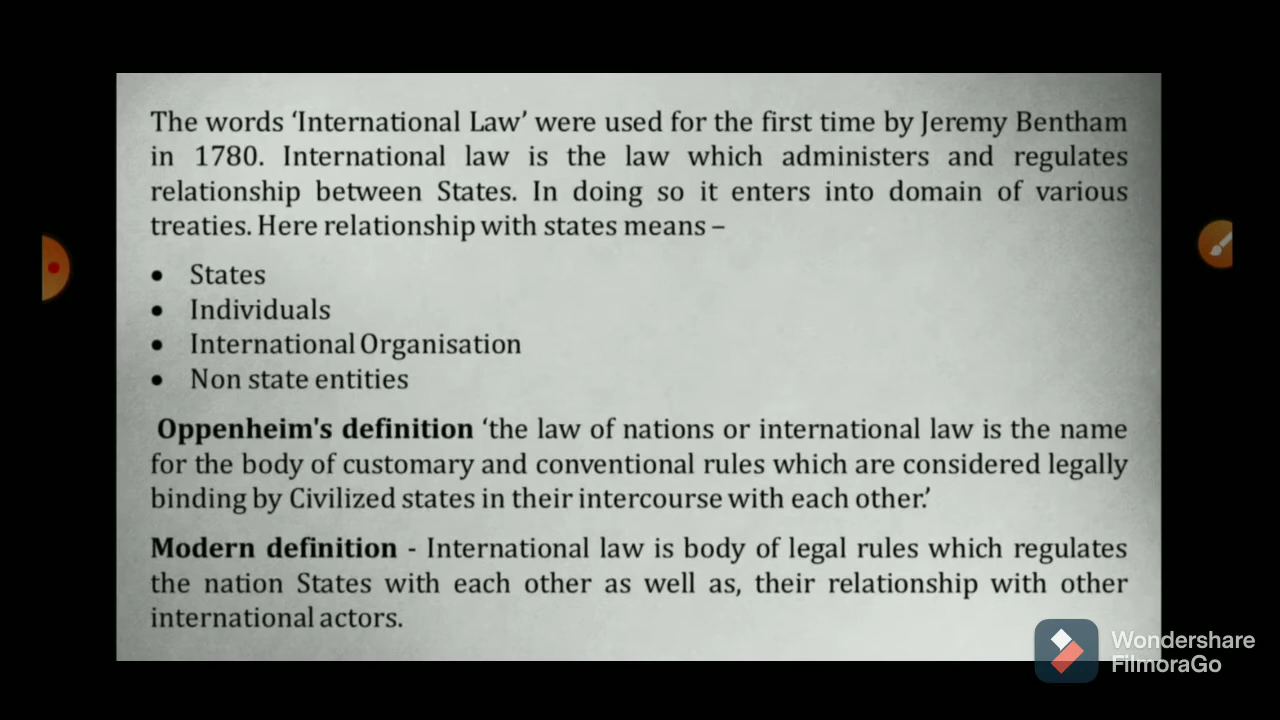 The words ‘International Law’ were used for the first time by Jeremy Bentham
in 1780. International law is the law which administers and regulates
relationship between States. In doing so it enters into domain of various
treaties. Here relationship with states means –
• States
• Individuals
• International Organisation
• Non state entities
Oppenheim's definition ‘the law of nations or international law is the name
for the body of customary and conventional rules which are considered legally
binding by Civilized states in their intercourse with each other.’
Modern definition - International law is body of legal rules which regulates
the nation States with each other as well as, their relationship with other
international actors.
Wondershare
FilmoraGo